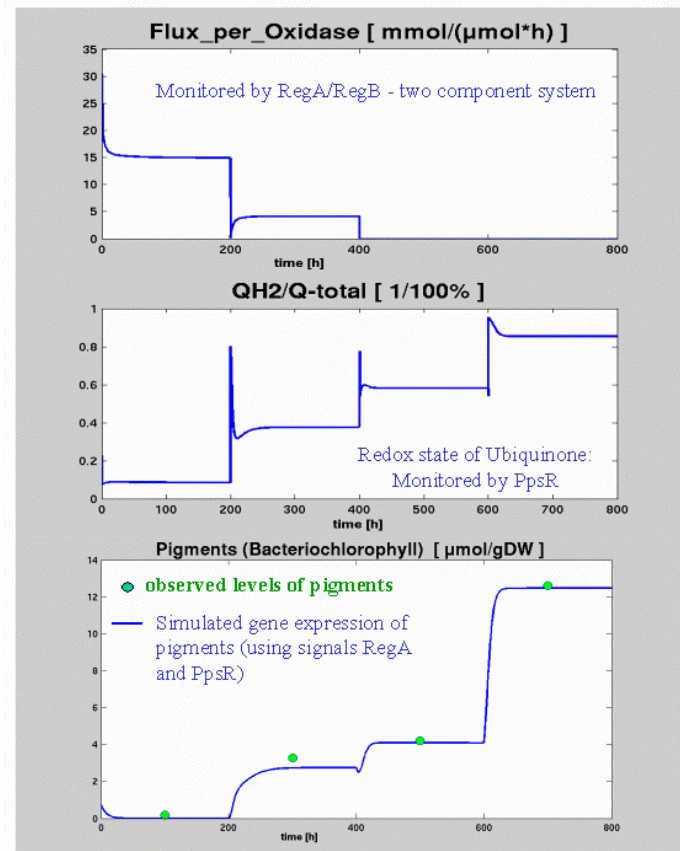 Flux_per_Oxidase [ mmol/(µmol*h) ]
35
30
25
20
15
10
5
0
Monitored by RegA/RegB - two component system
0 200 400 600 800
time [h]
QH2/Q-total [ 1/100% ]
1
0.8
0.6
0.4
0.2
0
Redox state of Ubiquinone:
Monitored by PpsR
0 100 200 300 400 500 600 700 800
time [h]
Pigments (Bacteriochlorophyll) [ µmol/gDW ]
14
12
10
8
6
4
2
0
observed levels of pigments
Simulated gene expression of
pigments (using signals RegA
and PpsR)
0 200 400 600 800
time [h]